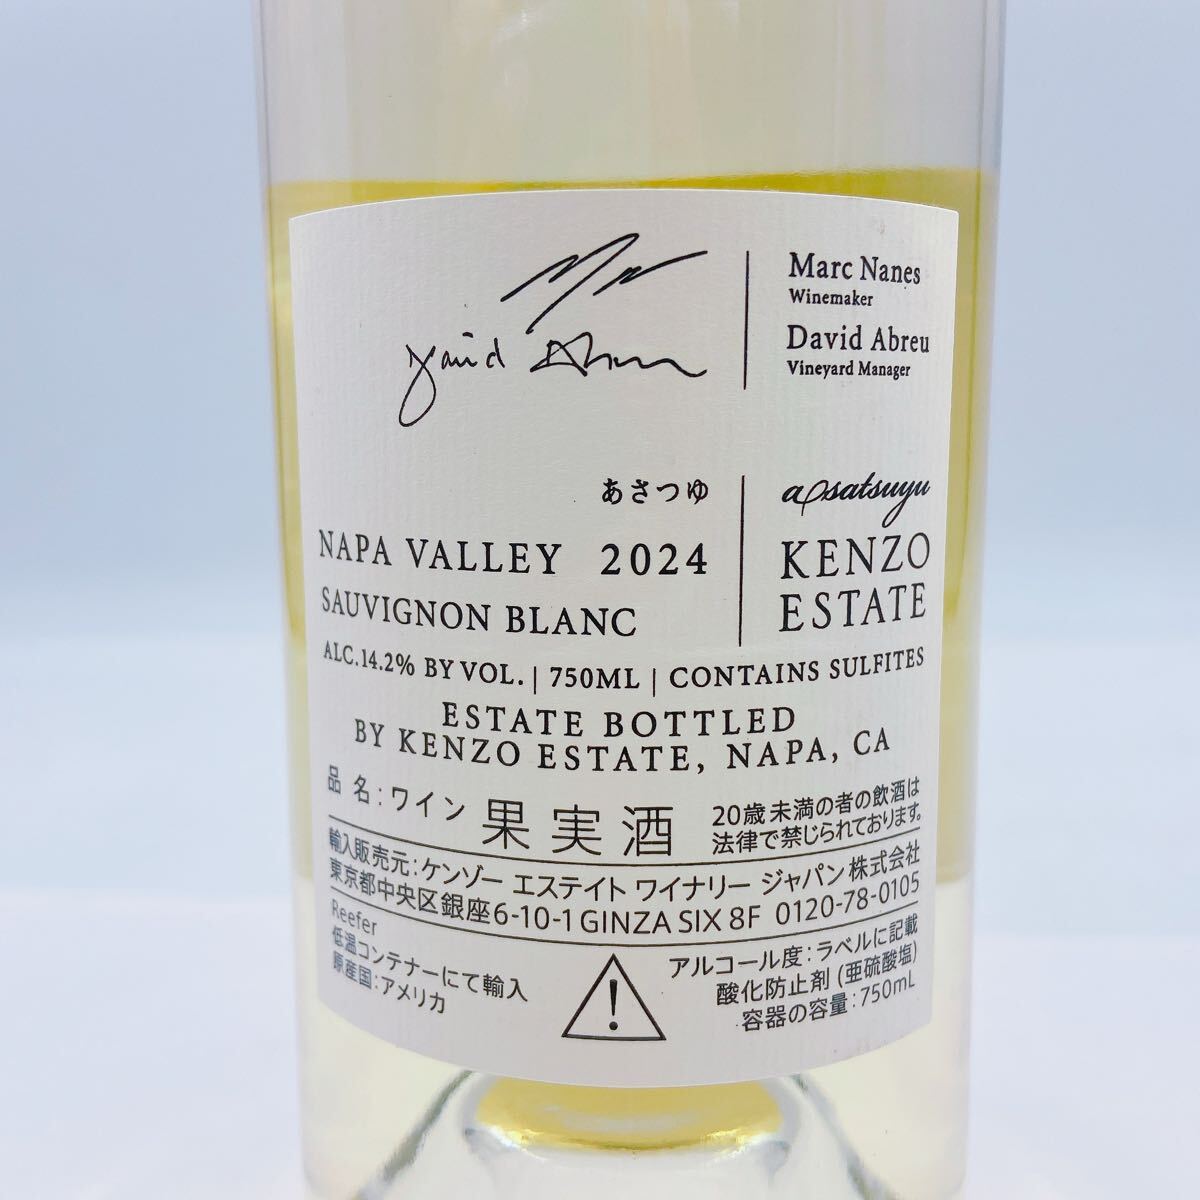 Marc Nanes
Winemaker
David Abreu
Vineyard Manager
あさつゆ
asatsuyu
NAPA VALLEY 2024
KENZO
ESTATE
SAUVIGNON BLANC
ALC.14.2% BY VOL. | 750ML | CONTAINS SULFITES
ESTATE BOTTLED
BY KENZO ESTATE, NAPA, CA
品名:ワイン 果実酒
20歳未満の者の飲酒は
法律で禁じられております。
輸入販売元:ケンゾー エステイト ワイナリー ジャパン株式会社
東京都中央区銀座6-10-1 GINZA SIX 8F 0120-78-0105
Reefer
低温コンテナーにて輸入
原産国:アメリカ
アルコール度:ラベルに記載
酸化防止剤(亜硫酸塩)
容器の容量:750mL